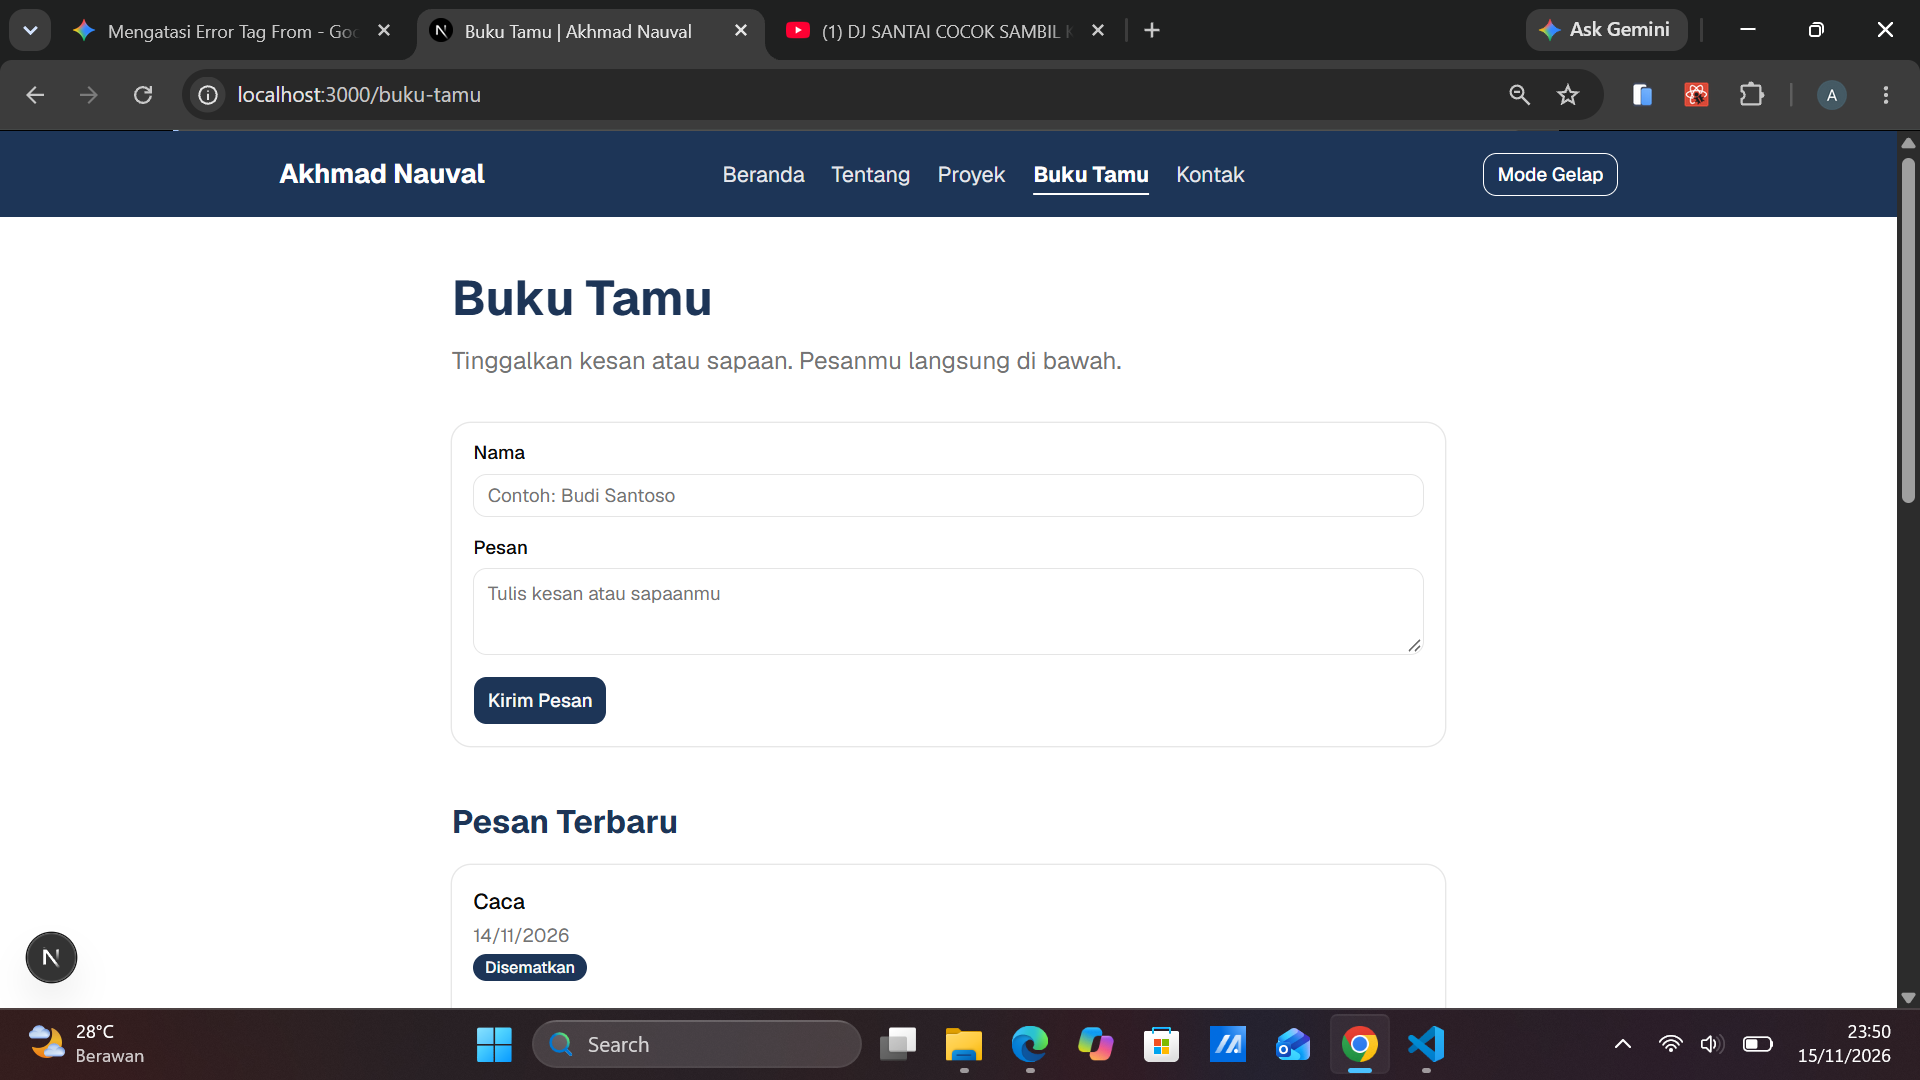 Mengatasi Error Tag From - Goo
Buku Tamu | Akhmad Nauval
(1) DJ SANTAI COCOK SAMBIL K
Ask Gemini
localhost:3000/buku-tamu
A
Akhmad Nauval
Beranda
Tentang
Proyek
Buku Tamu
Kontak
Mode Gelap
Buku Tamu
Tinggalkan kesan atau sapaan. Pesanmu langsung di bawah.
Nama
Contoh: Budi Santoso
Pesan
Tulis kesan atau sapaanmu
Kirim Pesan
Pesan Terbaru
Caca
14/11/2026
Disematkan
N
28°C
Berawan
Search
23:50
15/11/2026